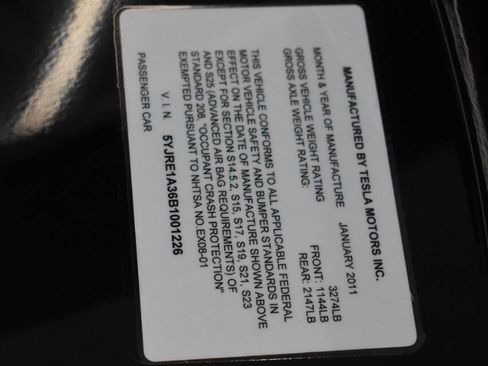 MANUFACTURED BY TESLA MOTORS INC.
MONTH & YEAR OF MANUFACTURE JANUARY 2011
GROSS VEHICLE WEIGHT RATING 3274LB
GROSS AXLE WEIGHT RATING: FRONT: 1144LB
REAR: 2147LB
THIS VEHICLE CONFORMS TO ALL APPLICABLE FEDERAL
MOTOR VEHICLE SAFETY AND BUMPER STANDARDS IN
EFFECT ON THE DATE OF MANUFACTURE SHOWN ABOVE
EXCEPT FOR SECTION S14.5.2, S15, S17, S19, S21, S23
AND S25 (ADVANCED AIR BAG REQUIREMENTS) OF
STANDARD 208, "OCCUPANT CRASH PROTECTION"
EXEMPTED PURSUANT TO NHTSA NO.EX08-01
V. I. N. 5YJRE1A36B1001226
PASSENGER CAR